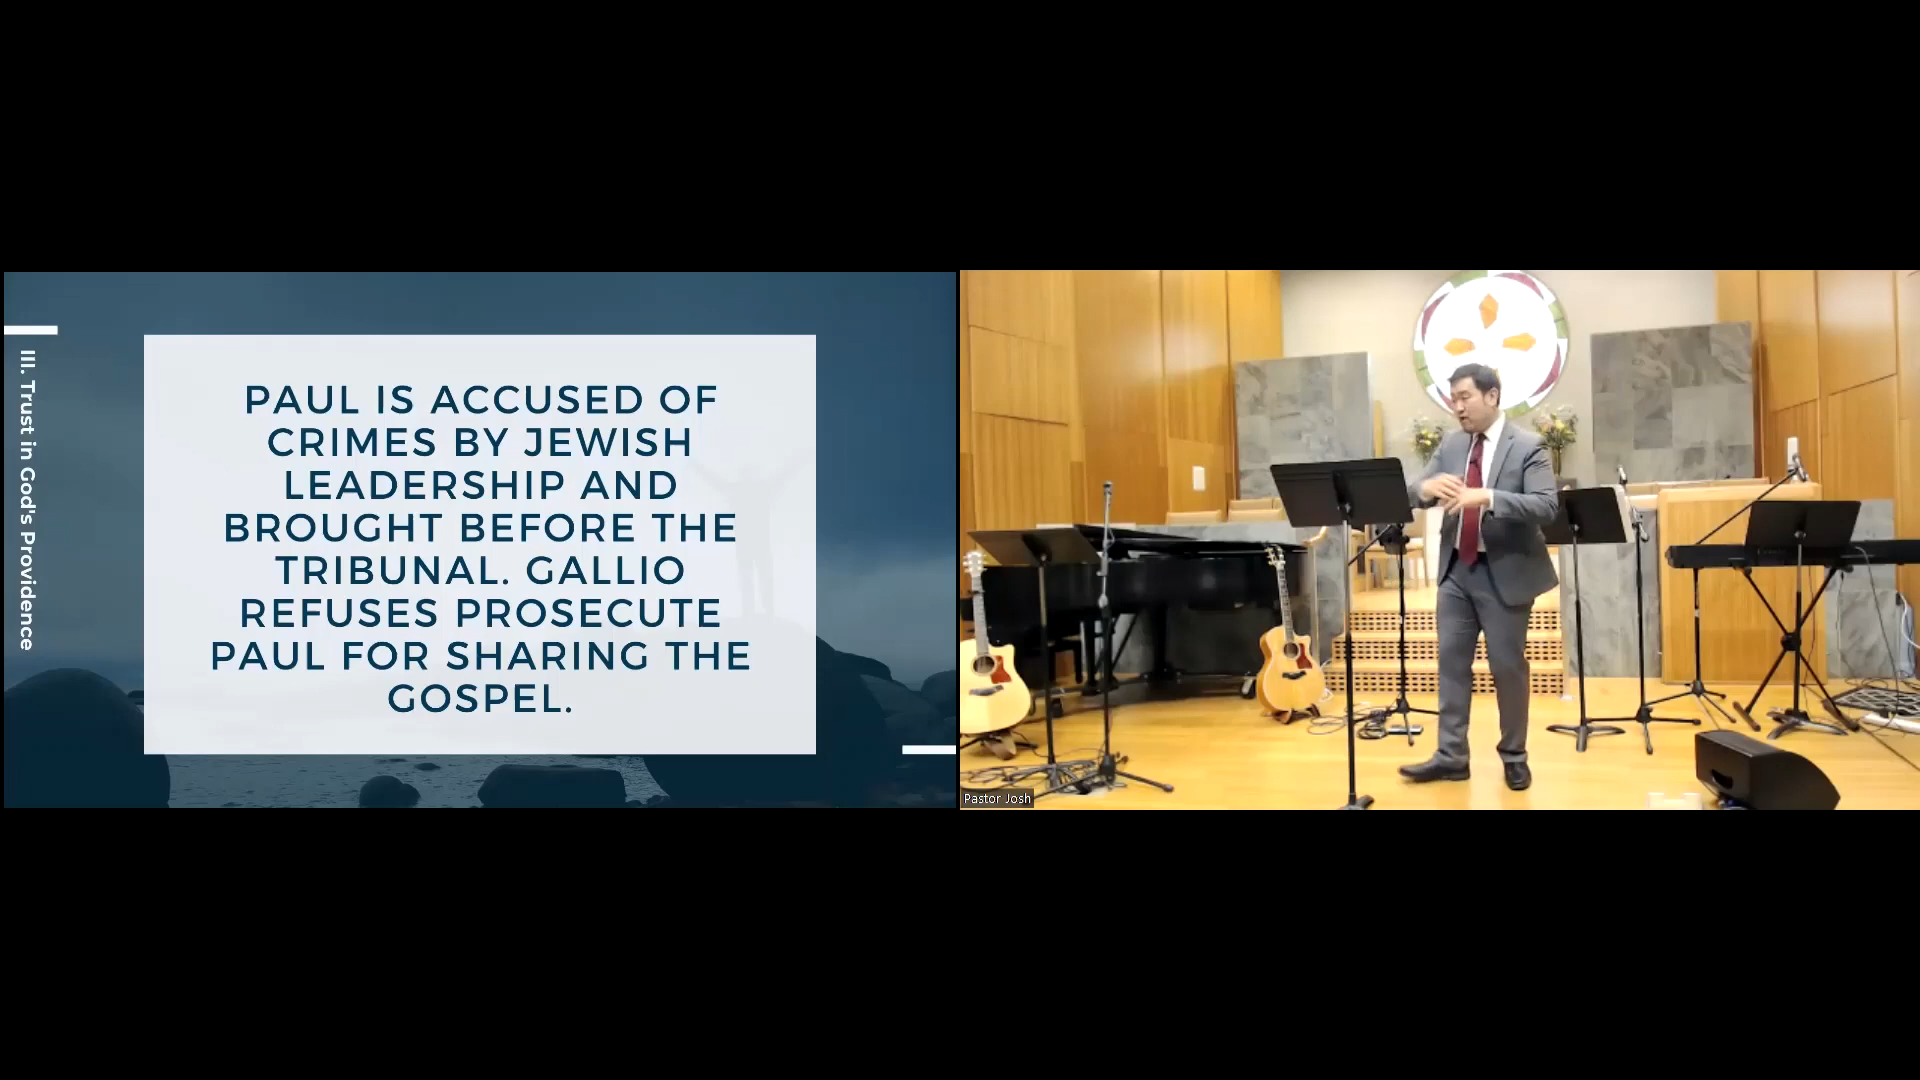 III. Trust in God's Providence
PAUL IS ACCUSED OF
CRIMES BY JEWISH
LEADERSHIP AND
BROUGHT BEFORE THE
TRIBUNAL. GALLIO
REFUSES PROSECUTE
PAUL FOR SHARING THE
GOSPEL.
Pastor Josh